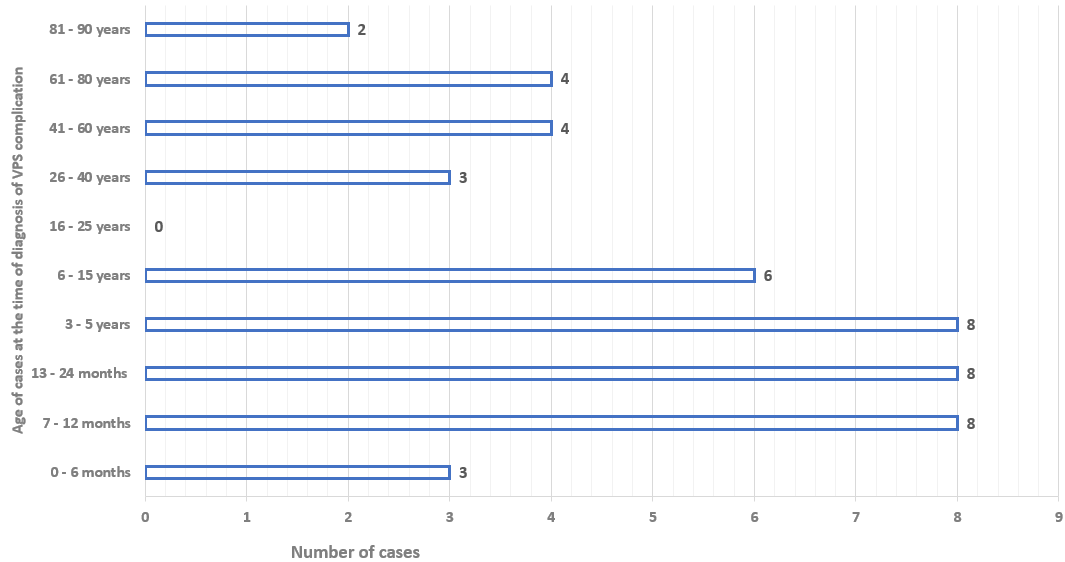 Age of cases at the time of diagnosis of VPS complication
81 - 90 years 2
61 - 80 years 4
41 - 60 years 4
26 - 40 years 3
16 - 25 years 0
6 - 15 years 6
3 - 5 years 8
13 - 24 months 8
7 - 12 months 8
0 - 6 months 3
0 1 2 3 4 5 6 7 8 9
Number of cases